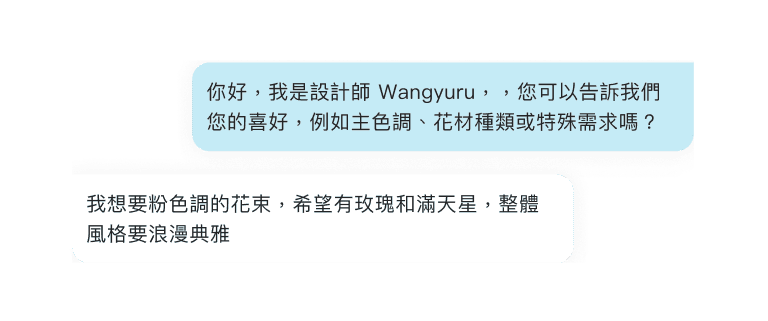 你好，我是設計師 Wangyuru，，您可以告訴我們
您的喜好，例如主色調、花材種類或特殊需求嗎？
我想要粉色調的花束，希望有玫瑰和滿天星，整體
風格要浪漫典雅